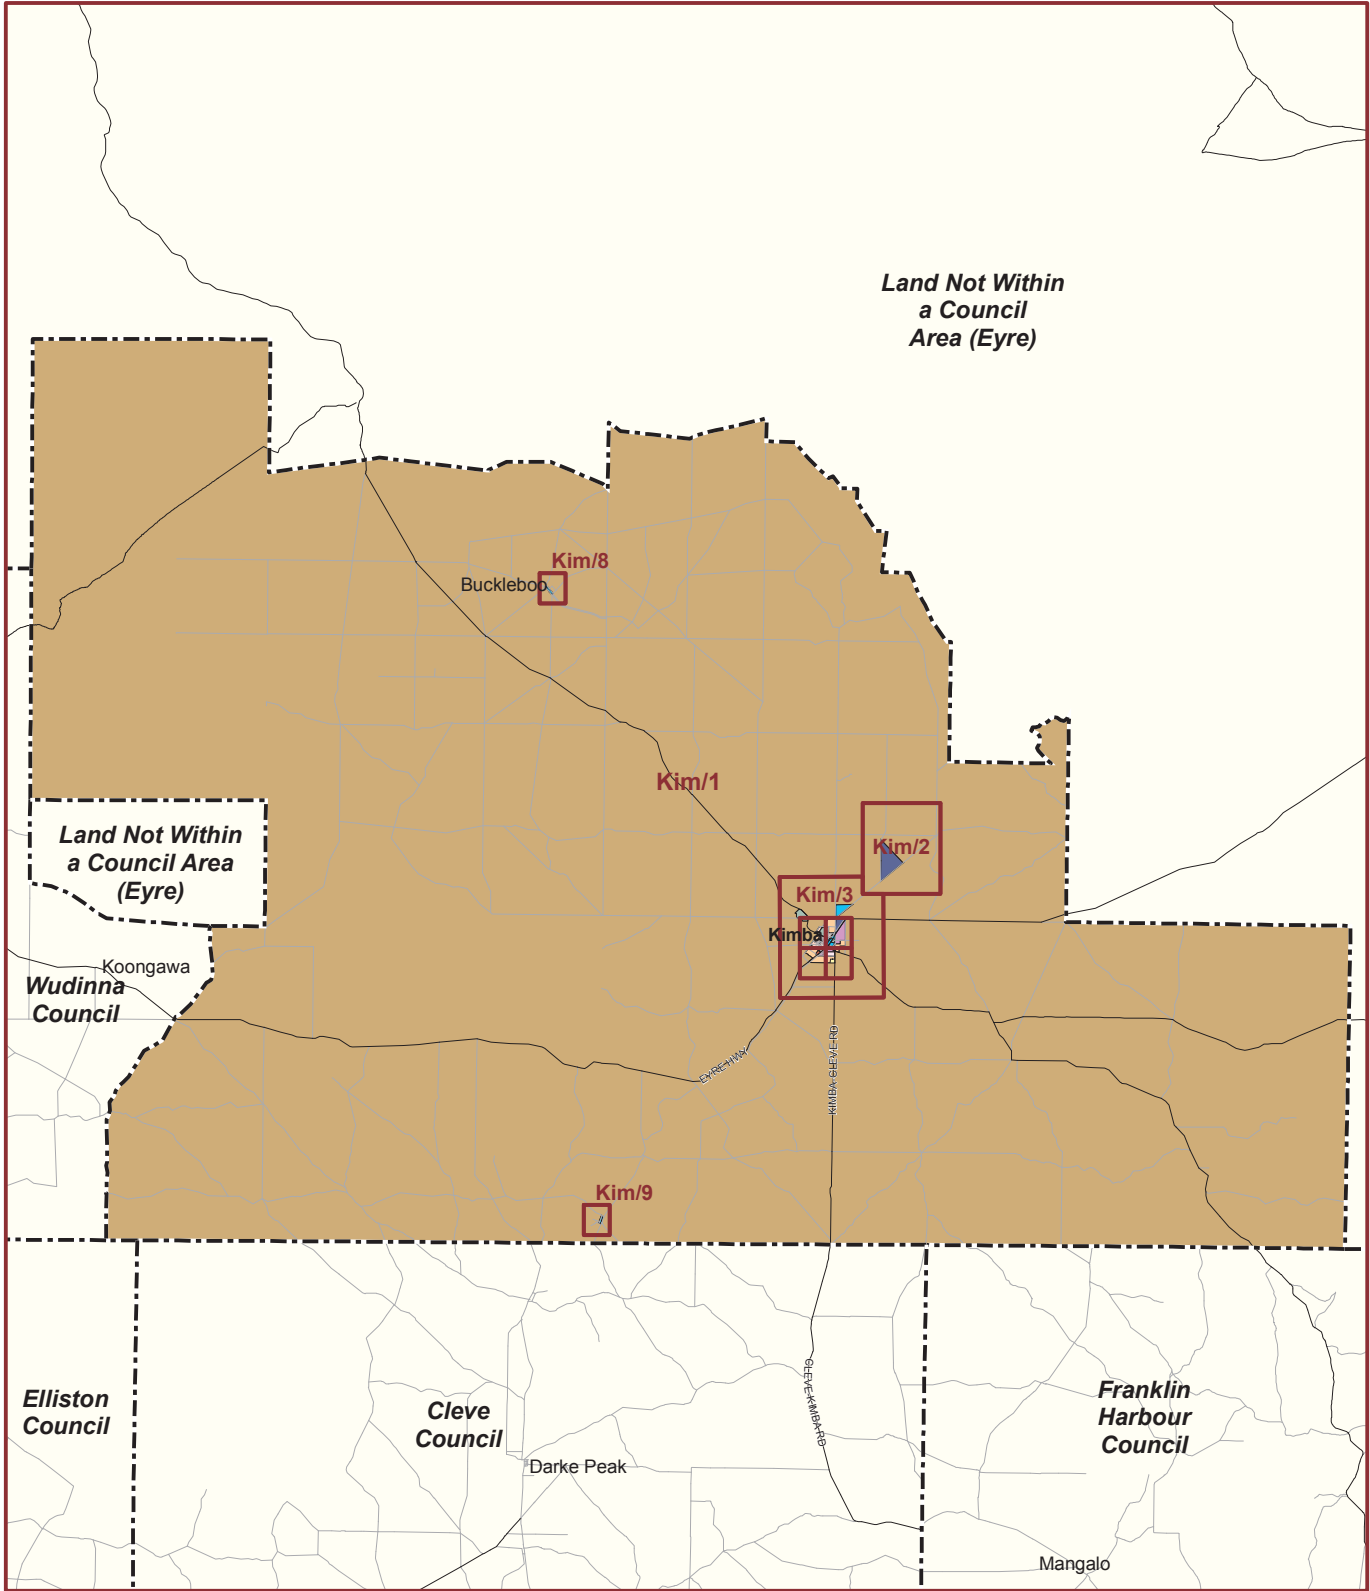 Land Not Within
a Council
Area (Eyre)
Kim/8
Buckleboo
Kim/1
Land Not Within
a Council Area
(Eyre)
Kim/2
Kim/3
Kimba
Koongawa
Wudinna
Council
EYRE HWY
KIMBA CLEVE RD
Kim/9
Elliston
Council
Cleve
Council
CLEVE KIMBA RD
Franklin
Harbour
Council
Darke Peak
Mangalo